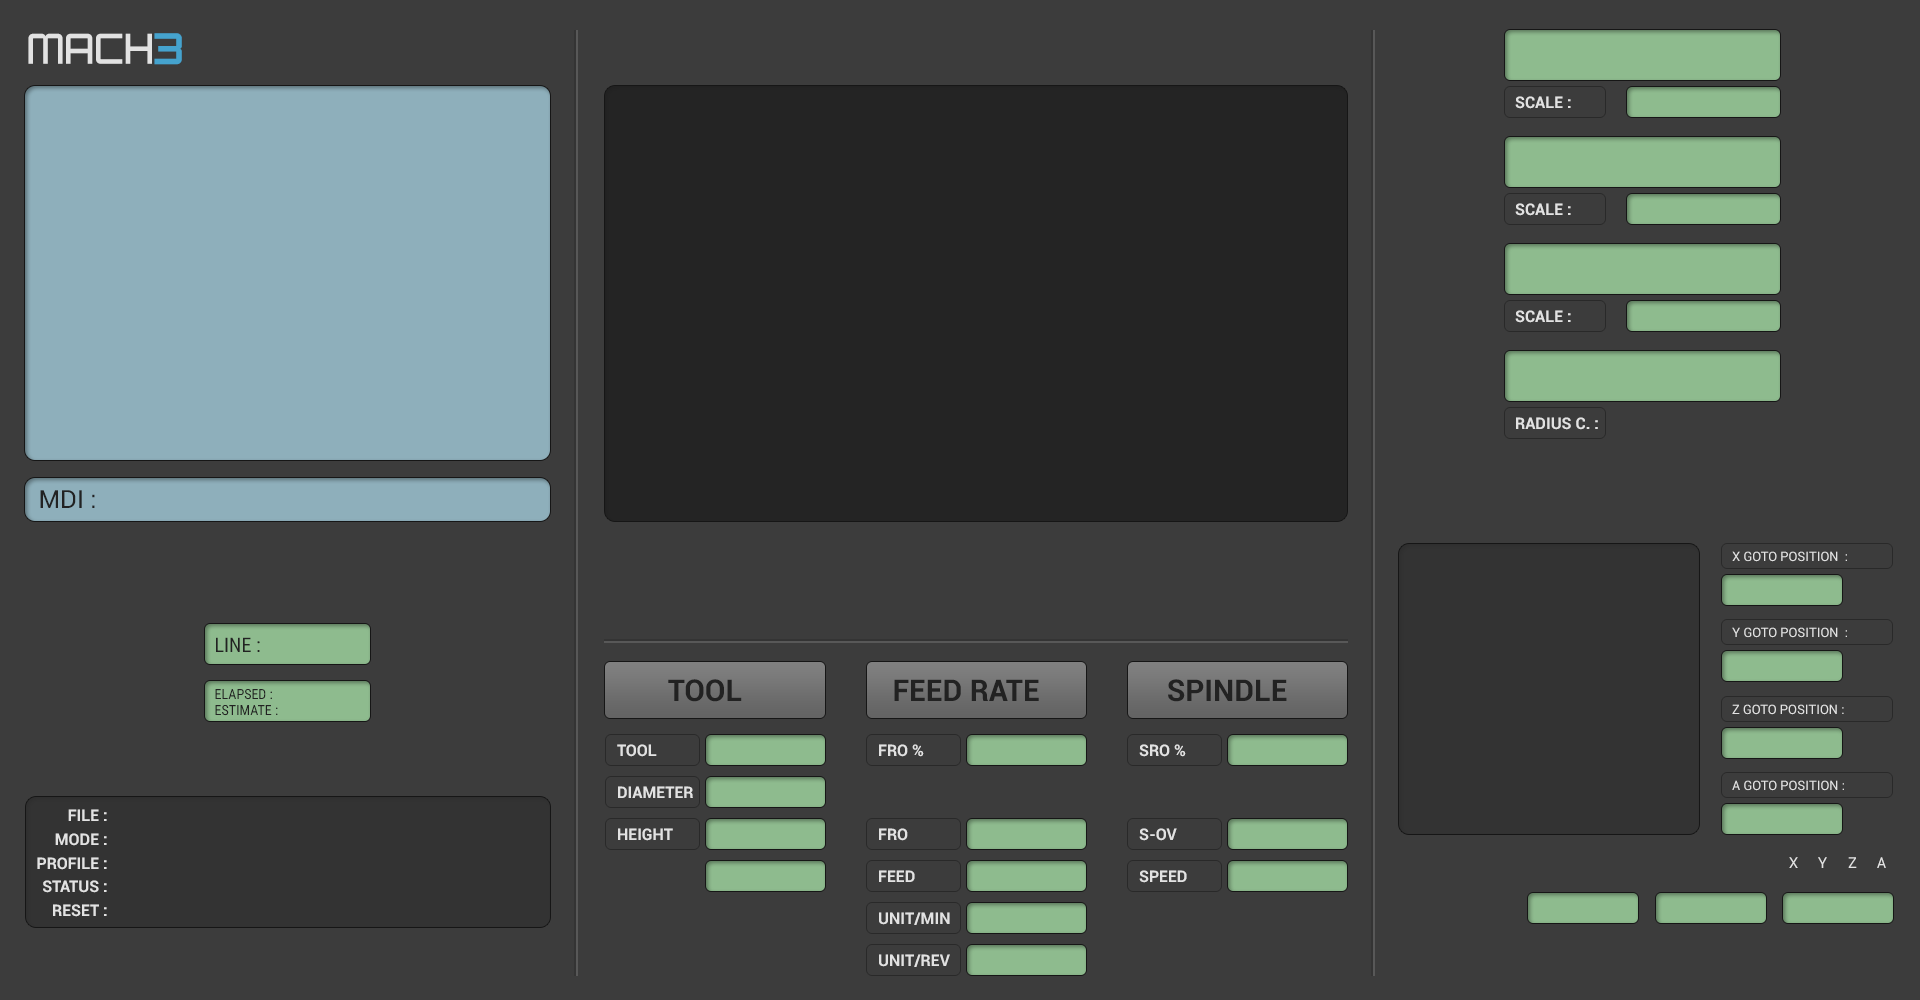 MACH3
MDI :
LINE :
ELAPSED :
ESTIMATE :
FILE :
MODE :
PROFILE :
STATUS :
RESET :
TOOL
TOOL
DIAMETER
HEIGHT
FEED RATE
FRO %
FRO
FEED
UNIT/MIN
UNIT/REV
SPINDLE
SRO %
S-OV
SPEED
SCALE :
SCALE :
SCALE :
RADIUS C. :
X GOTO POSITION :
Y GOTO POSITION :
Z GOTO POSITION :
A GOTO POSITION :
X Y Z A